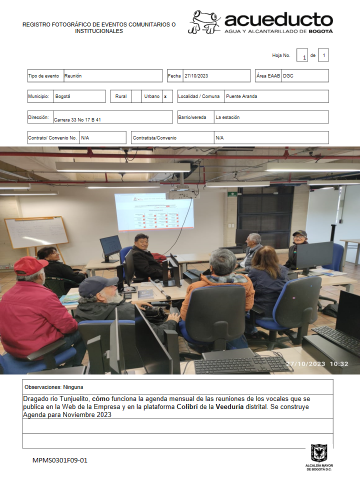 acueducto
AGUA Y ALCANTARILLADO DE BOGOTÁ
REGISTRO FOTOGRÁFICO DE EVENTOS COMUNITARIOS O
INSTITUCIONALES
Hoja No. 1 de 1
Tipo de evento Reunión Fecha 27/10/2023 Área EAAB DGC
Municipio: Bogotá Rural Urbano x Localidad / Comuna Puente Aranda
Dirección: Carrera 33 No 17 B 41 Barrio/vereda La estación
Contrato/ Convenio No. N/A Contratista/Convenio N/A
27/10/2023 10:32
Observaciones: Ninguna
Dragado río Tunjuelito, cómo funciona la agenda mensual de las reuniones de los vocales que se
publica en la Web de la Empresa y en la plataforma Colibrí de la Veeduría distrital. Se construye
Agenda para Noviembre 2023
MPMS0301F09-01
ALCALDÍA MAYOR
DE BOGOTÁ D.C.